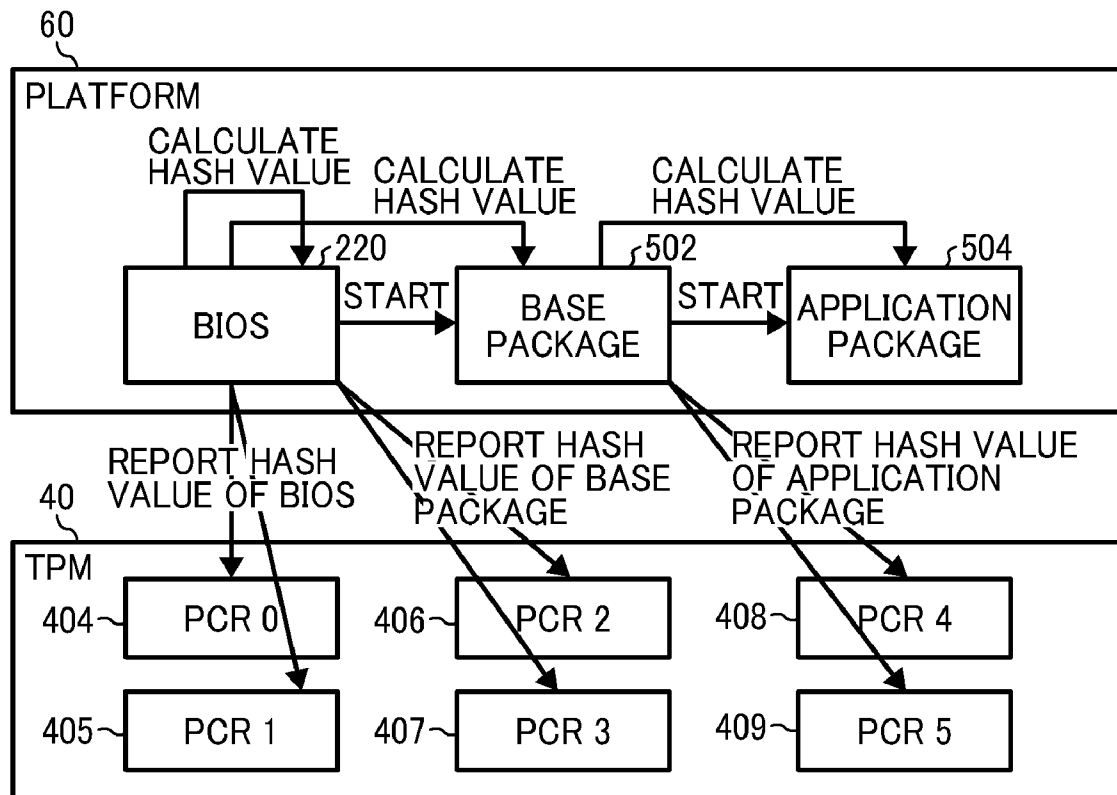 60
PLATFORM
CALCULATE
HASH VALUE
CALCULATE
HASH VALUE
CALCULATE
HASH VALUE
220
502
504
BIOS
START
BASE
PACKAGE
START
APPLICATION
PACKAGE
REPORT HASH
VALUE OF BIOS
REPORT HASH
VALUE OF BASE
PACKAGE
REPORT HASH VALUE
OF APPLICATION
PACKAGE
40
TPM
404
PCR 0
406
PCR 2
408
PCR 4
405
PCR 1
407
PCR 3
409
PCR 5